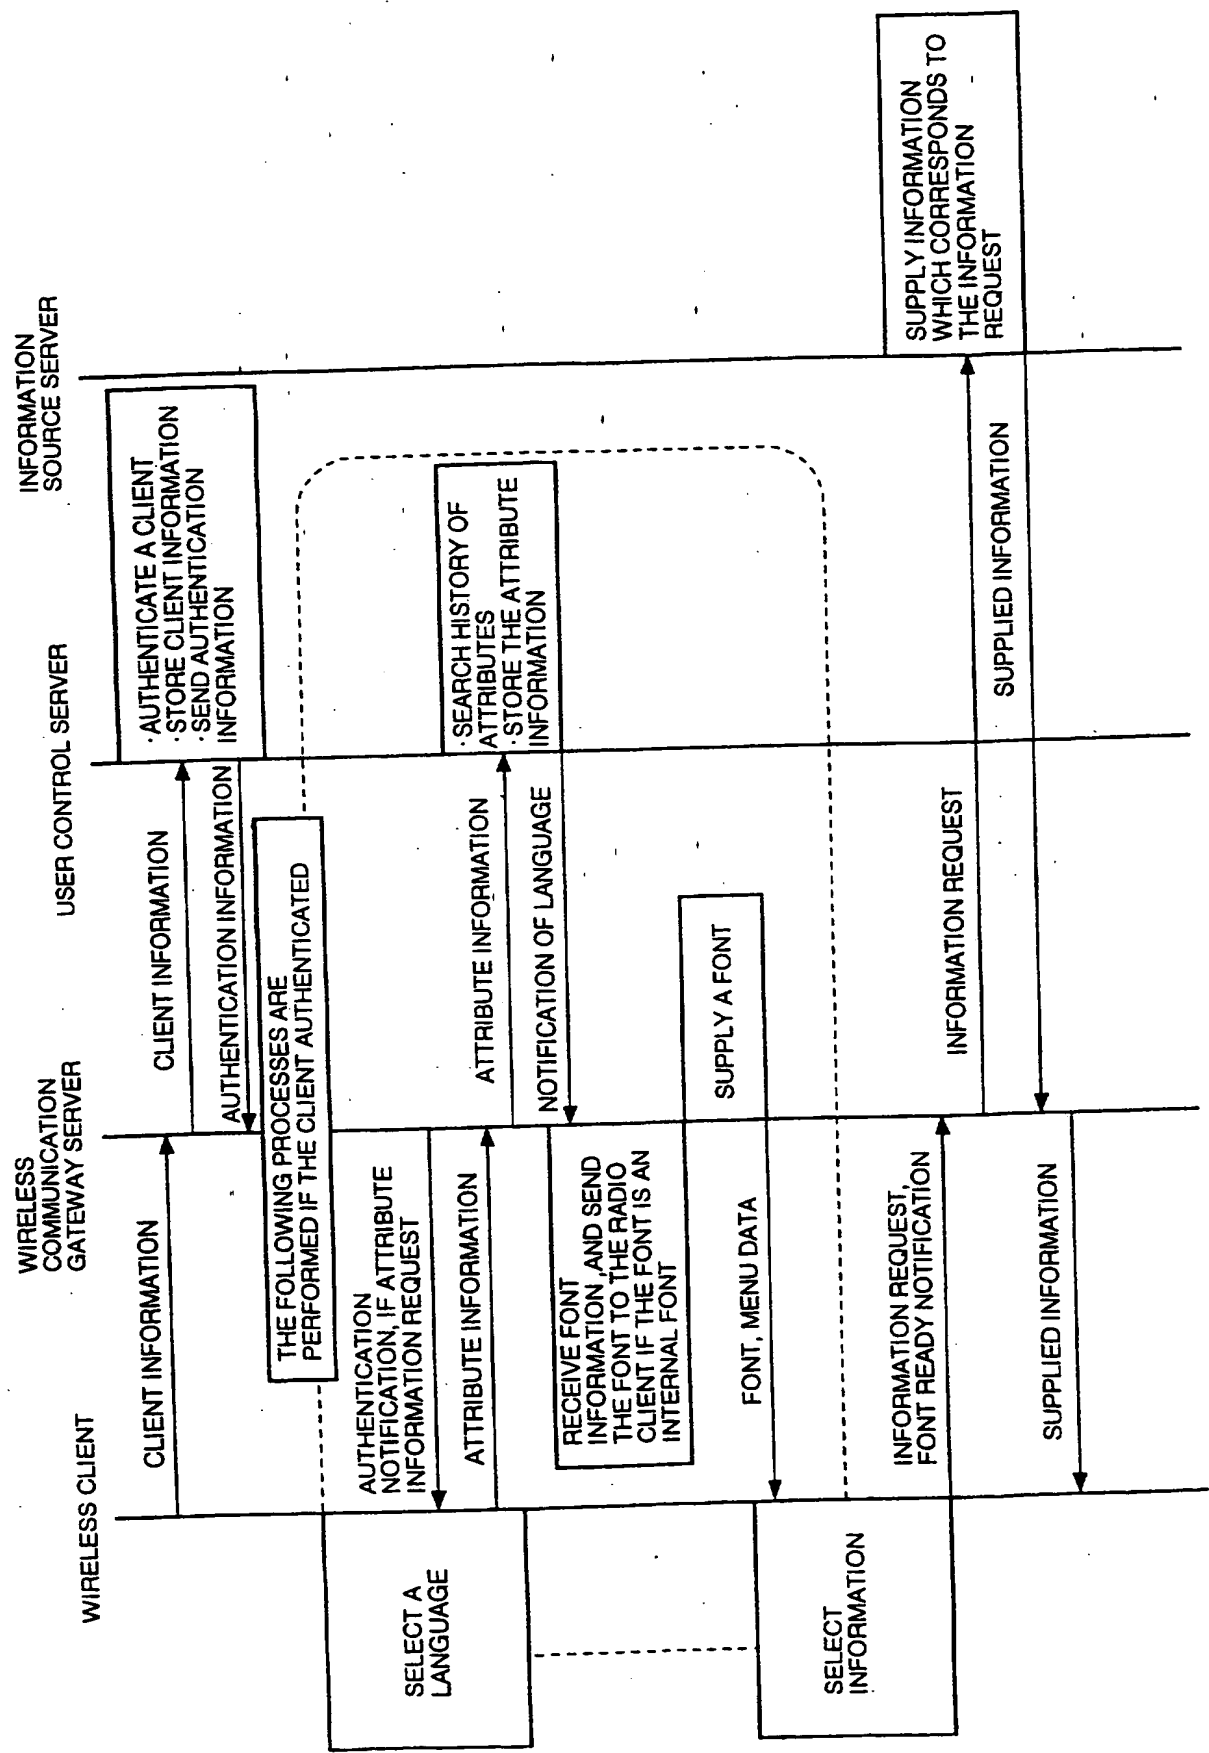 WIRELESS CLIENT
WIRELESS
COMMUNICATION
GATEWAY SERVER
USER CONTROL SERVER
INFORMATION
SOURCE SERVER
CLIENT INFORMATION
CLIENT INFORMATION
· AUTHENTICATE A CLIENT
· STORE CLIENT INFORMATION
· SEND AUTHENTICATION
INFORMATION
AUTHENTICATION INFORMATION
THE FOLLOWING PROCESSES ARE
PERFORMED IF THE CLIENT AUTHENTICATED
AUTHENTICATION
NOTIFICATION, IF ATTRIBUTE
INFORMATION REQUEST
SELECT A
LANGUAGE
ATTRIBUTE INFORMATION
ATTRIBUTE INFORMATION
· SEARCH HISTORY OF
ATTRIBUTES
· STORE THE ATTRIBUTE
INFORMATION
NOTIFICATION OF LANGUAGE
RECEIVE FONT
INFORMATION, AND SEND
THE FONT TO THE RADIO
CLIENT IF THE FONT IS AN
INTERNAL FONT
SUPPLY A FONT
FONT, MENU DATA
SELECT
INFORMATION
INFORMATION REQUEST,
FONT READY NOTIFICATION
INFORMATION REQUEST
SUPPLY INFORMATION
WHICH CORRESPONDS TO
THE INFORMATION
REQUEST
SUPPLIED INFORMATION
SUPPLIED INFORMATION